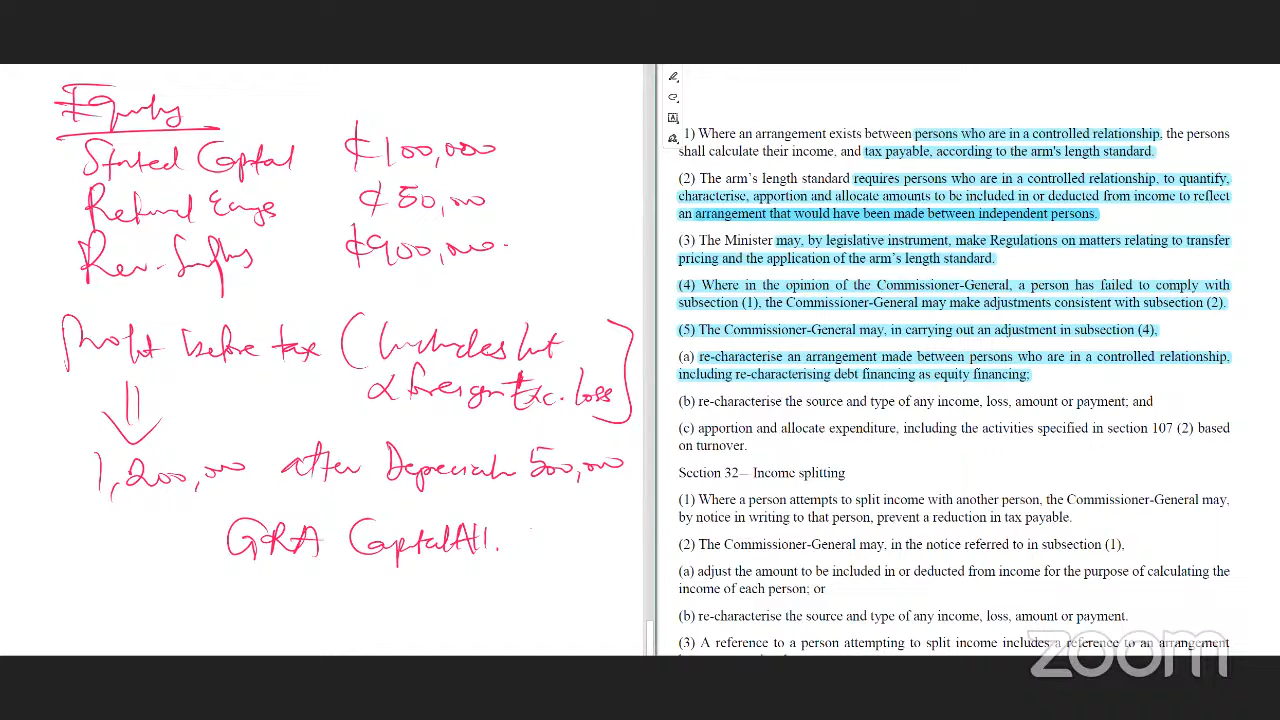 Equity
Stated Capital ₵100,000
Retained Earngs ₵50,000
Rev. Surplus ₵900,000.
Profit before tax (Includes Int
& foreign Exc. loss)
1,200,000 after Depreciat 500,000
GRA Capital All.
1) Where an arrangement exists between persons who are in a controlled relationship, the persons
shall calculate their income, and tax payable, according to the arm's length standard.
(2) The arm’s length standard requires persons who are in a controlled relationship, to quantify,
characterise, apportion and allocate amounts to be included in or deducted from income to reflect
an arrangement that would have been made between independent persons.
(3) The Minister may, by legislative instrument, make Regulations on matters relating to transfer
pricing and the application of the arm’s length standard.
(4) Where in the opinion of the Commissioner-General, a person has failed to comply with
subsection (1), the Commissioner-General may make adjustments consistent with subsection (2).
(5) The Commissioner-General may, in carrying out an adjustment in subsection (4),
(a) re-characterise an arrangement made between persons who are in a controlled relationship,
including re-characterising debt financing as equity financing;
(b) re-characterise the source and type of any income, loss, amount or payment; and
(c) apportion and allocate expenditure, including the activities specified in section 107 (2) based
on turnover.
Section 32— Income splitting
(1) Where a person attempts to split income with another person, the Commissioner-General may,
by notice in writing to that person, prevent a reduction in tax payable.
(2) The Commissioner-General may, in the notice referred to in subsection (1),
(a) adjust the amount to be included in or deducted from income for the purpose of calculating the
income of each person; or
(b) re-characterise the source and type of any income, loss, amount or payment.
(3) A reference to a person attempting to split income includes a reference to an arrangement
zoom